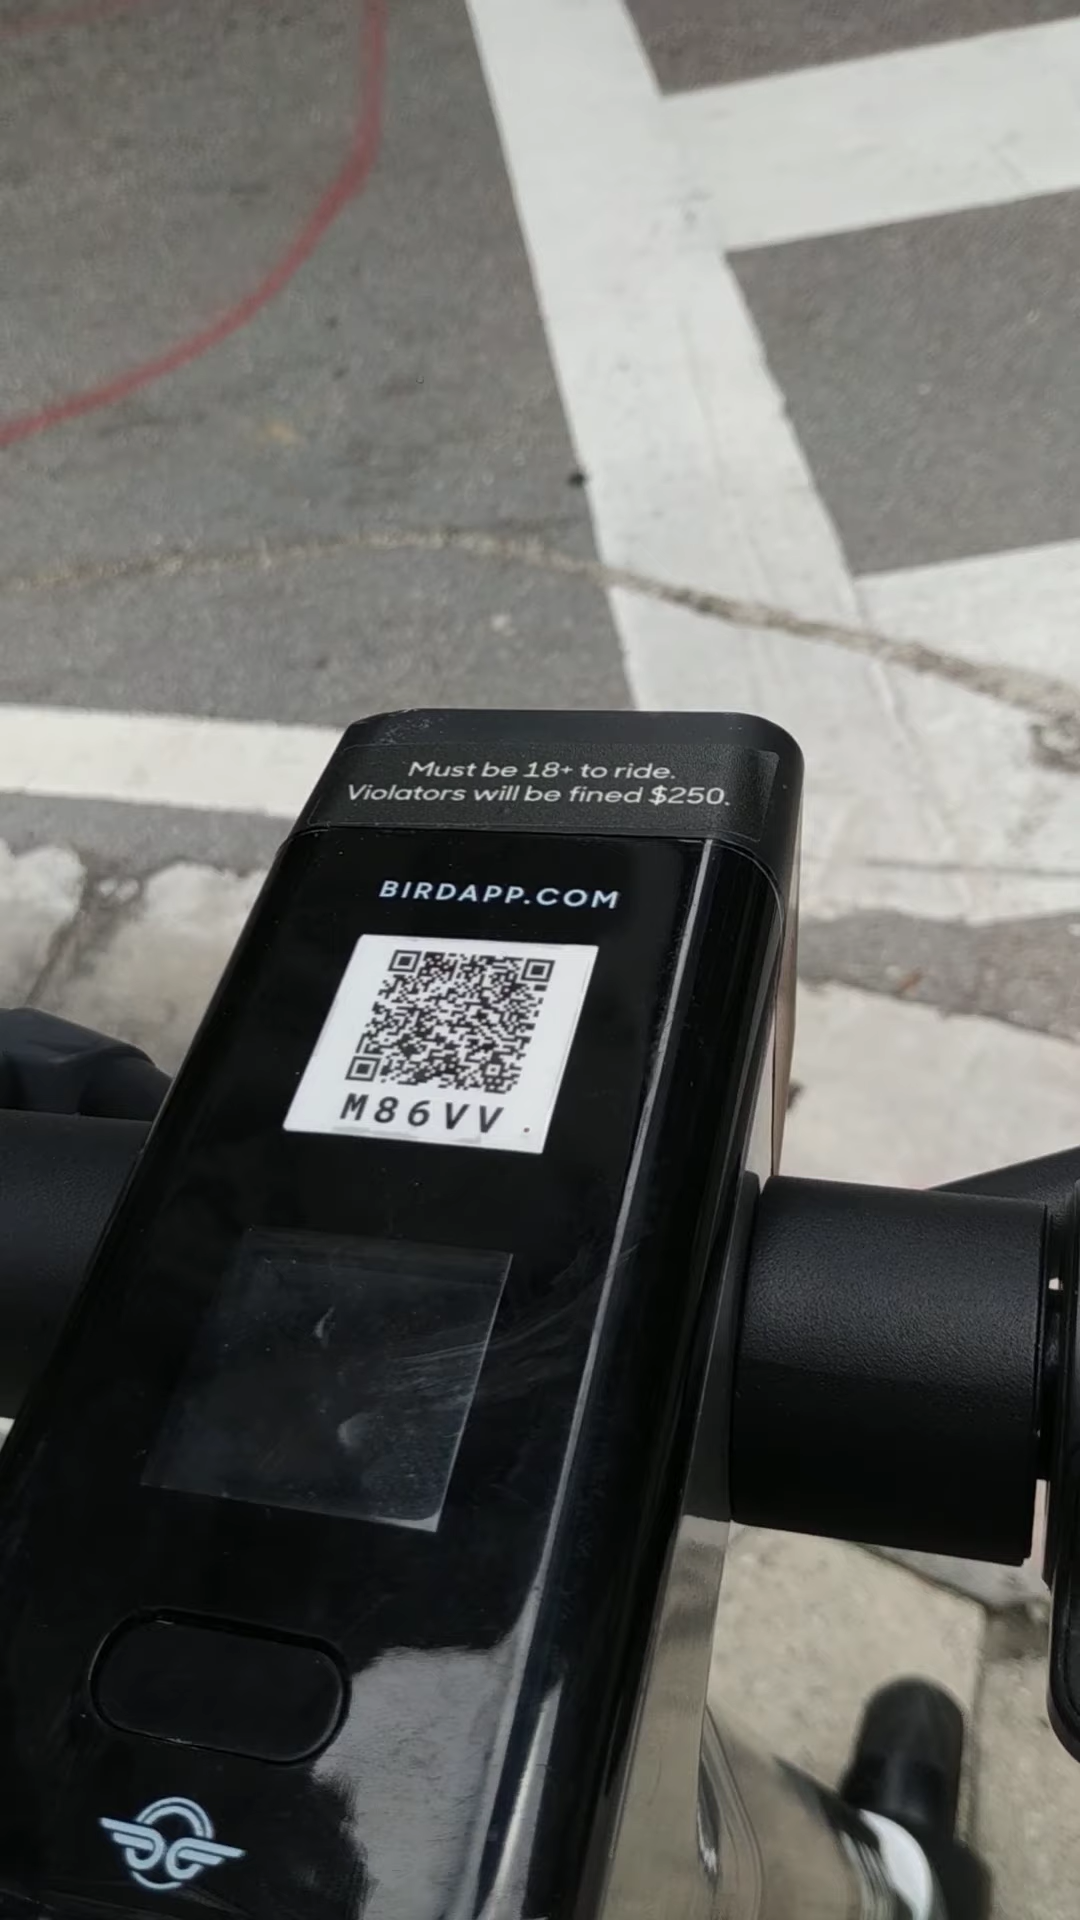 Must be 18+ to ride.
Violators will be fined $250.
BIRDAPP.COM
M86VV